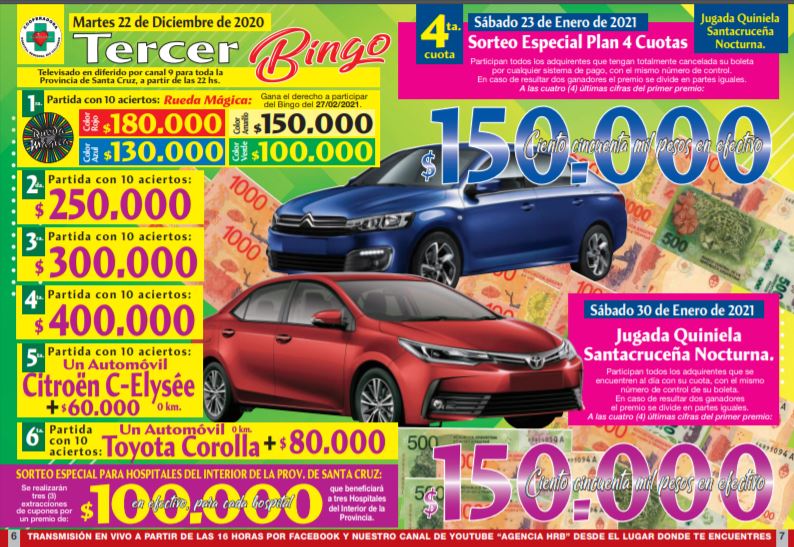 COOPERADORA
Martes 22 de Diciembre de 2020
Tercer Bingo
Televisado en diferido por canal 9 para toda la
Provincia de Santa Cruz, a partir de las 22 hs.
1ra. Partida con 10 aciertos: Rueda Mágica:
Gana el derecho a participar
del Bingo del 27/02/2021.
Rueda Mágica
Color Rojo $180.000
Color Amarillo $150.000
Color Azul $130.000
Color Verde $100.000
2da. Partida con 10 aciertos:
$250.000
3ra. Partida con 10 aciertos:
$300.000
4ta. Partida con 10 aciertos:
$400.000
5ta. Partida con 10 aciertos:
Un Automóvil
Citroën C-Elysée
+$60.000 0 km.
6ta. Partida
con 10
aciertos:
Un Automóvil 0 km.
Toyota Corolla +$80.000
SORTEO ESPECIAL PARA HOSPITALES DEL INTERIOR DE LA PROV. DE SANTA CRUZ:
Se realizarán
tres (3)
extracciones
de cupones por
un premio de:
$100.000
en efectivo, para cada hospital
que beneficiará
a tres Hospitales
del Interior de la
Provincia.
4ta.
cuota
Sábado 23 de Enero de 2021
Sorteo Especial Plan 4 Cuotas
Jugada Quiniela
Santacruceña
Nocturna.
Participan todos los adquirentes que tengan totalmente cancelada su boleta
por cualquier sistema de pago, con el mismo número de control.
En caso de resultar dos ganadores el premio se divide en partes iguales.
A las cuatro (4) últimas cifras del primer premio:
$150.000
Ciento cincuenta mil pesos en efectivo
1000
1000
500
Sábado 30 de Enero de 2021
Jugada Quiniela
Santacruceña Nocturna.
Participan todos los adquirentes que se
encuentren al día con su cuota, con el mismo
número de control de su boleta.
En caso de resultar dos ganadores
el premio se divide en partes iguales.
A las cuatro (4) últimas cifras del primer premio:
500
500
$150.000
Ciento cincuenta mil pesos en efectivo
6 TRANSMISIÓN EN VIVO A PARTIR DE LAS 16 HORAS POR FACEBOOK Y NUESTRO CANAL DE YOUTUBE “AGENCIA HRB” DESDE EL LUGAR DONDE TE ENCUENTRES 7